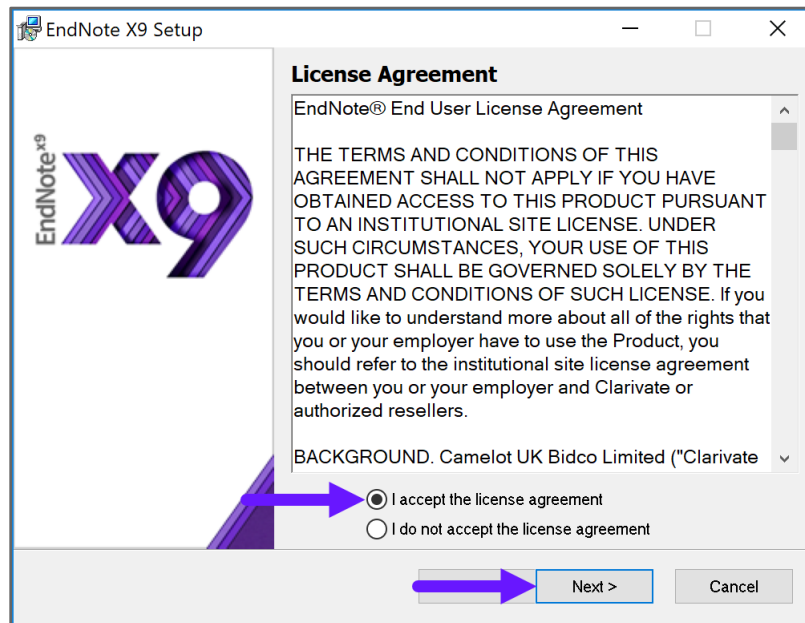 EndNote X9 Setup
License Agreement
EndNote® End User License Agreement
THE TERMS AND CONDITIONS OF THIS
AGREEMENT SHALL NOT APPLY IF YOU HAVE
OBTAINED ACCESS TO THIS PRODUCT PURSUANT
TO AN INSTITUTIONAL SITE LICENSE. UNDER
SUCH CIRCUMSTANCES, YOUR USE OF THIS
PRODUCT SHALL BE GOVERNED SOLELY BY THE
TERMS AND CONDITIONS OF SUCH LICENSE. If you
would like to understand more about all of the rights that
you or your employer have to use the Product, you
should refer to the institutional site license agreement
between you or your employer and Clarivate or
authorized resellers.
BACKGROUND. Camelot UK Bidco Limited ("Clarivate
EndNote x9
X9
I accept the license agreement
I do not accept the license agreement
Next >
Cancel